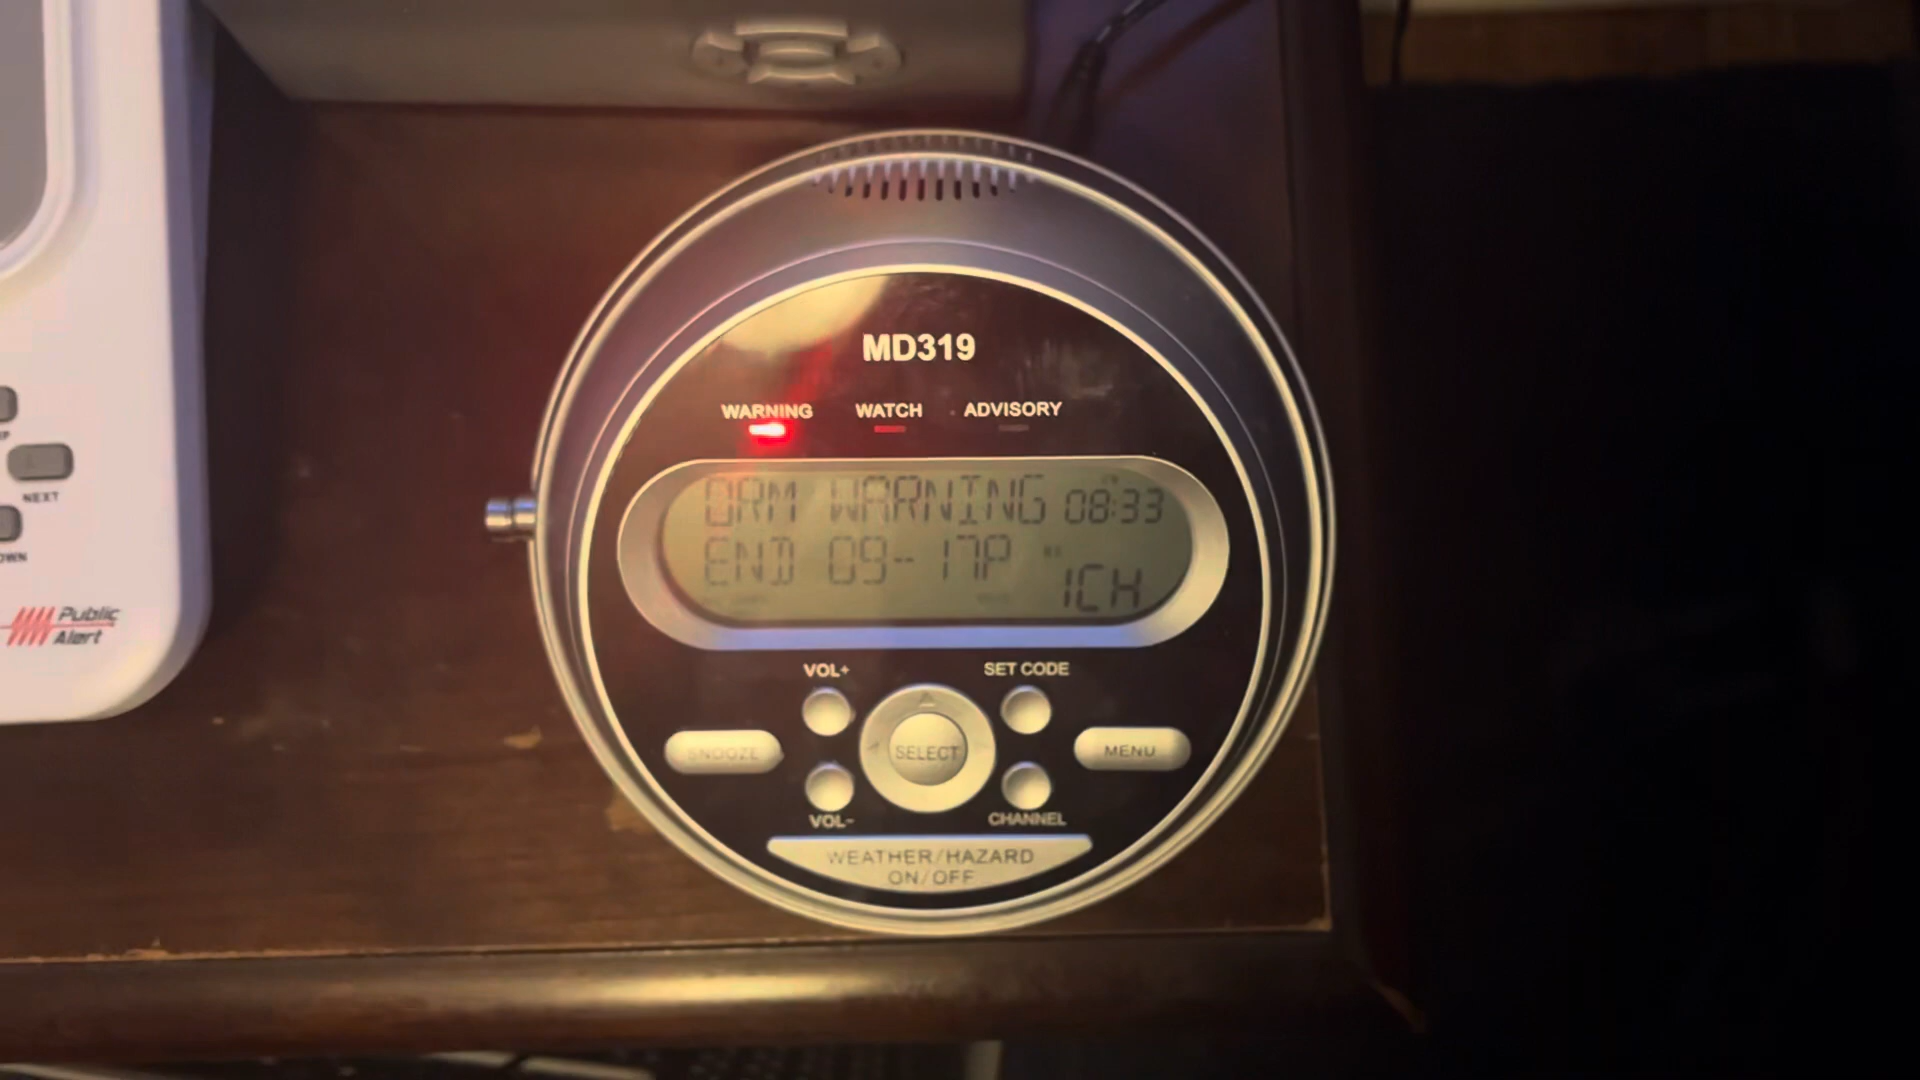 MD319
WARNING WATCH ADVISORY
ORM WARNING 08:33
END 09--17P
1CH
VOL+ SET CODE
SNOOZE SELECT MENU
VOL- CHANNEL
WEATHER/HAZARD
ON/OFF
NEXT
Public
Alert